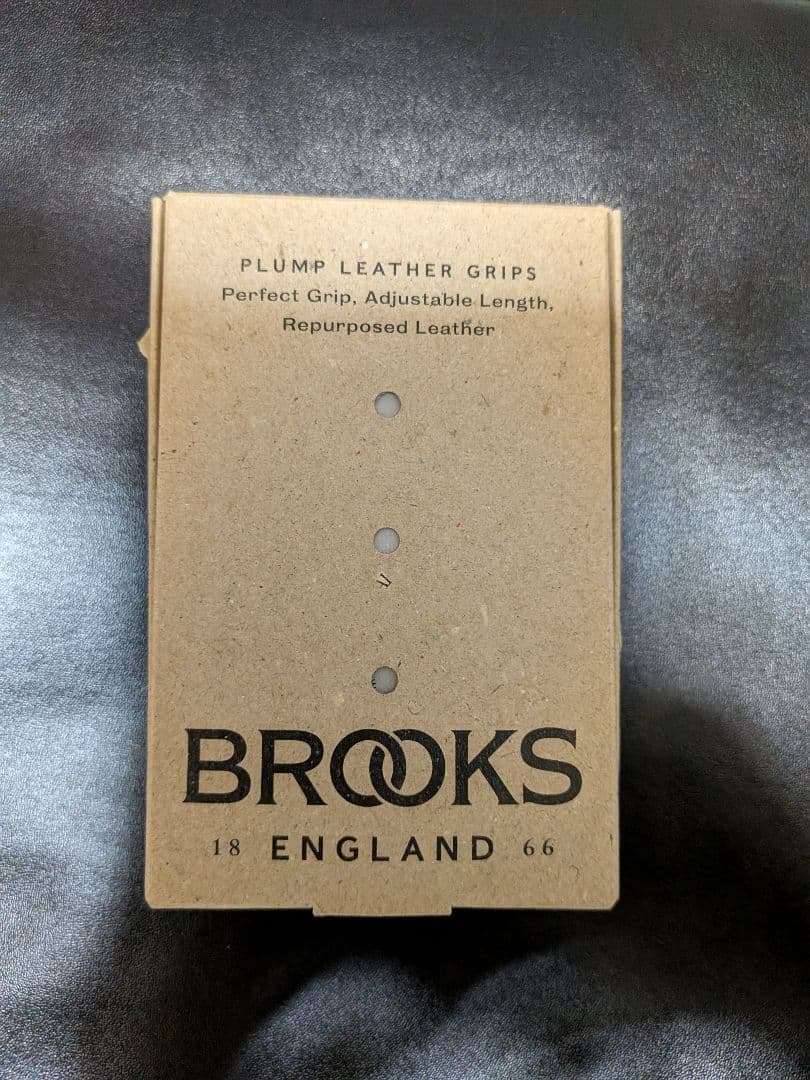 PLUMP LEATHER GRIPS
Perfect Grip, Adjustable Length,
Repurposed Leather
BROOKS
18 ENGLAND 66